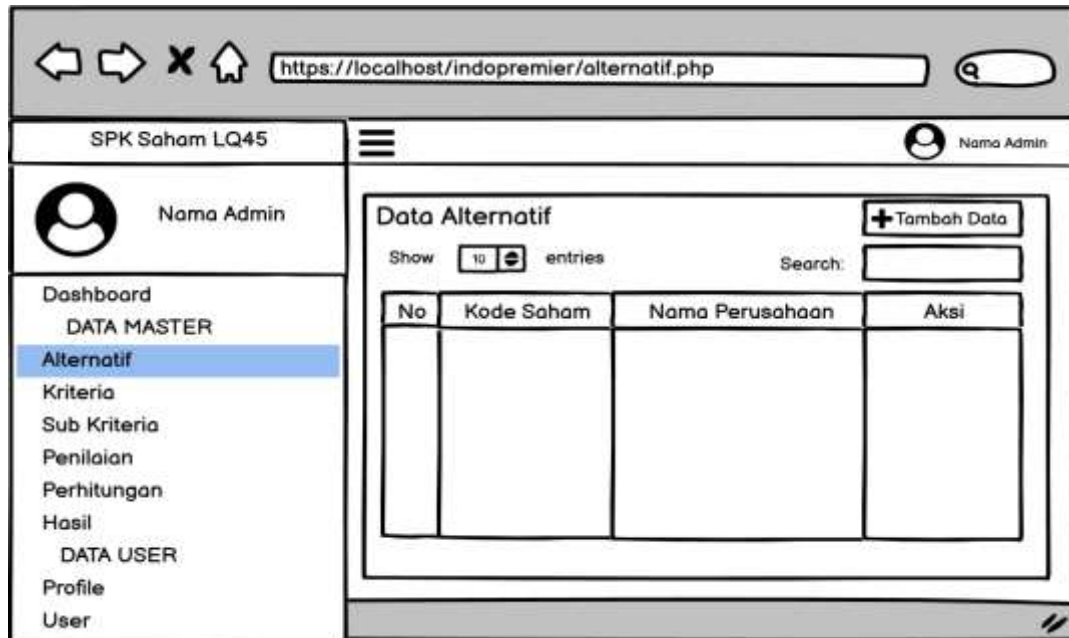 https://localhost/indopremier/alternatif.php
SPK Saham LQ45
Nama Admin
Nama Admin
Dashboard
DATA MASTER
Alternatif
Kriteria
Sub Kriteria
Penilaian
Perhitungan
Hasil
DATA USER
Profile
User
Data Alternatif
+Tambah Data
Show 10 entries
Search:
No Kode Saham Nama Perusahaan Aksi